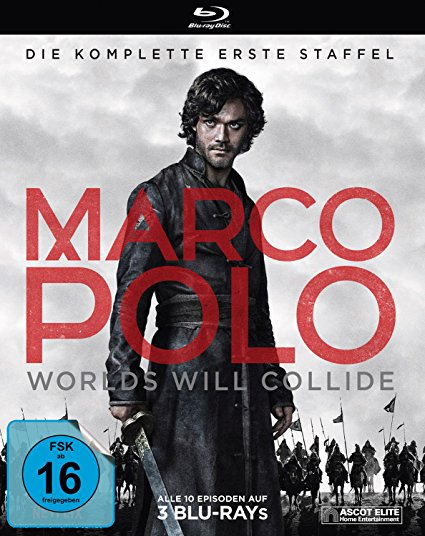 Blu-ray Disc
DIE KOMPLETTE ERSTE STAFFEL
MARCO
POLO
WORLDS WILL COLLIDE
FSK
ab
16
freigegeben
ALLE 10 EPISODEN AUF
3 BLU-RAYs
ASCOT ELITE
Home Entertainment